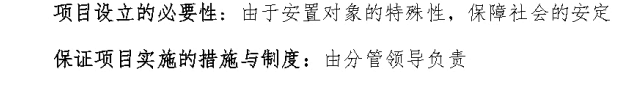 项目设立的必要性：由于安置对象的特殊性，保障社会的安定
保证项目实施的措施与制度：由分管领导负责